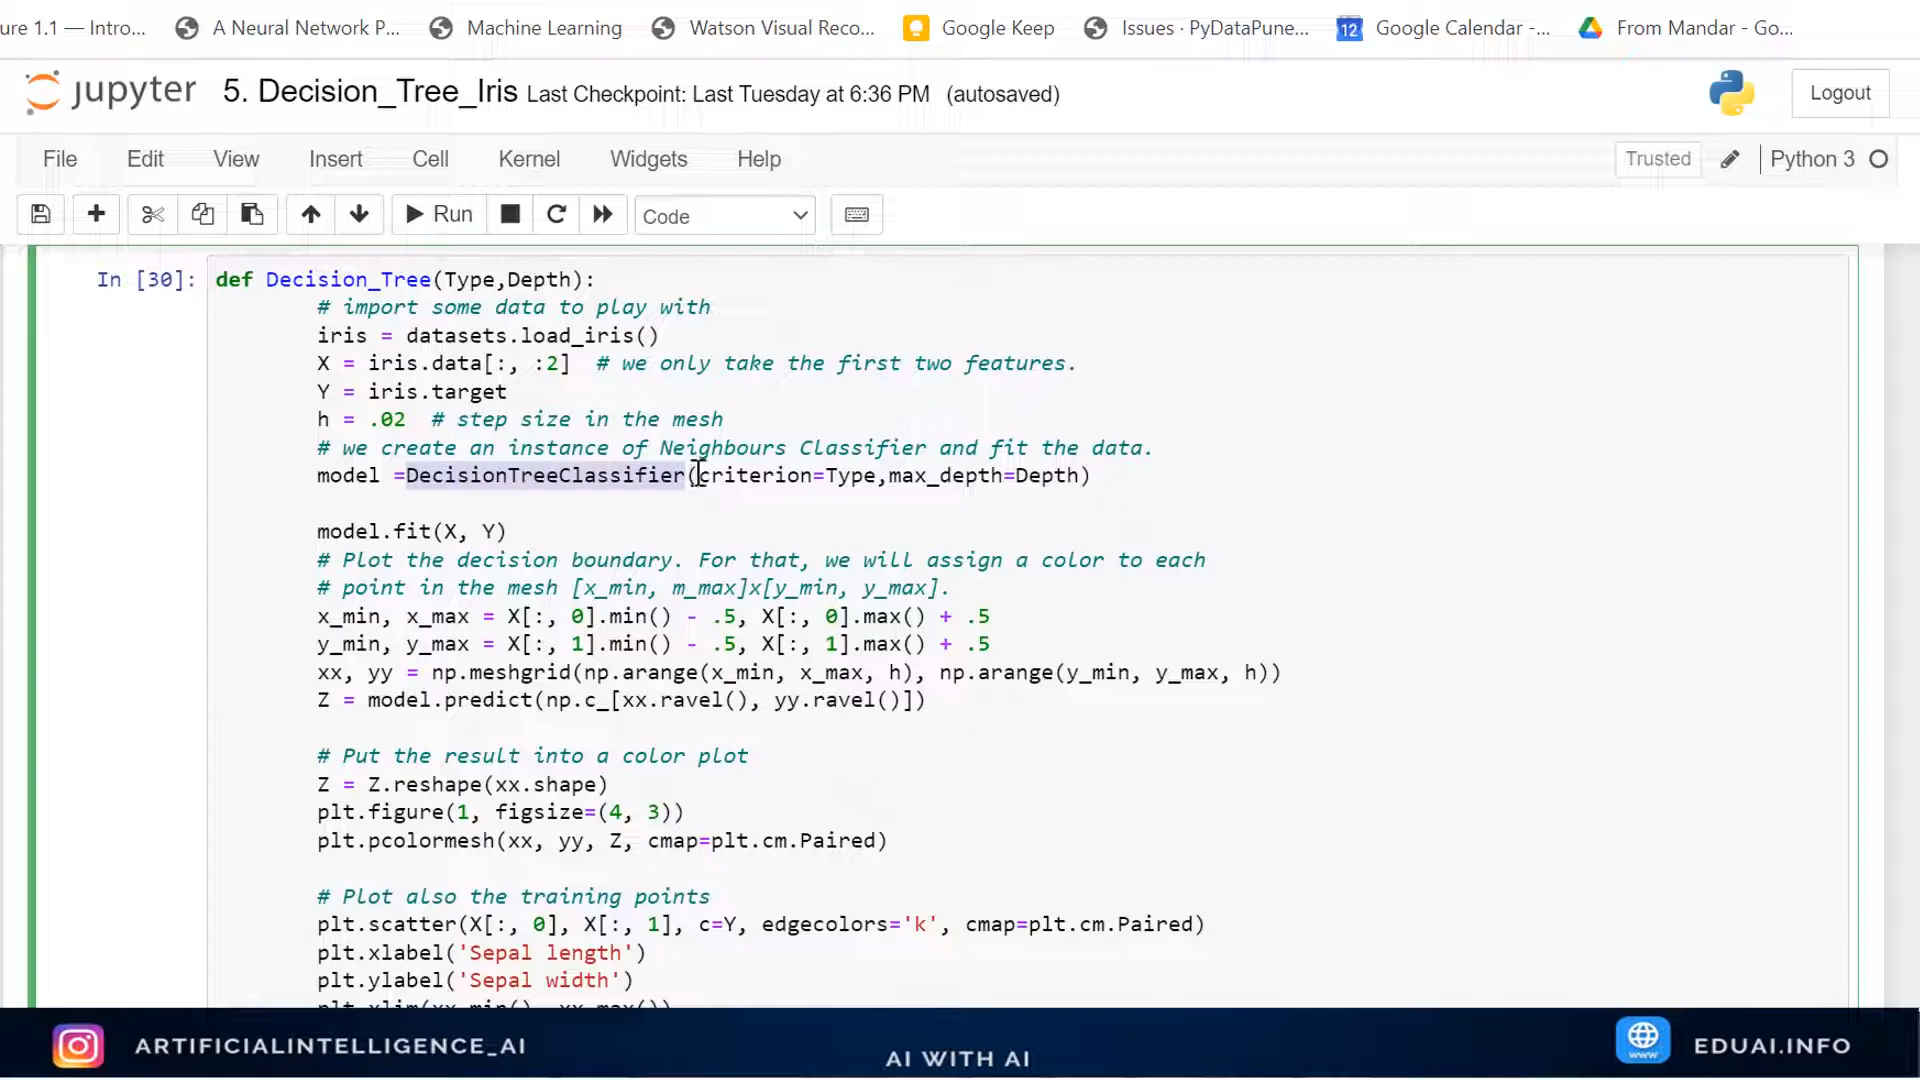 ure 1.1 — Intro... A Neural Network P... Machine Learning Watson Visual Reco... Google Keep Issues · PyDataPune... 12 Google Calendar -... From Mandar - Go...
jupyter 5. Decision_Tree_Iris Last Checkpoint: Last Tuesday at 6:36 PM (autosaved) Logout
File Edit View Insert Cell Kernel Widgets Help Trusted Python 3
Run Code
In [30]: def Decision_Tree(Type,Depth):
# import some data to play with
iris = datasets.load_iris()
X = iris.data[:, :2] # we only take the first two features.
Y = iris.target
h = .02 # step size in the mesh
# we create an instance of Neighbours Classifier and fit the data.
model =DecisionTreeClassifier(criterion=Type,max_depth=Depth)
model.fit(X, Y)
# Plot the decision boundary. For that, we will assign a color to each
# point in the mesh [x_min, m_max]x[y_min, y_max].
x_min, x_max = X[:, 0].min() - .5, X[:, 0].max() + .5
y_min, y_max = X[:, 1].min() - .5, X[:, 1].max() + .5
xx, yy = np.meshgrid(np.arange(x_min, x_max, h), np.arange(y_min, y_max, h))
Z = model.predict(np.c_[xx.ravel(), yy.ravel()])
# Put the result into a color plot
Z = Z.reshape(xx.shape)
plt.figure(1, figsize=(4, 3))
plt.pcolormesh(xx, yy, Z, cmap=plt.cm.Paired)
# Plot also the training points
plt.scatter(X[:, 0], X[:, 1], c=Y, edgecolors='k', cmap=plt.cm.Paired)
plt.xlabel('Sepal length')
plt.ylabel('Sepal width')
plt.xlim(xx.min(), xx.max())
ARTIFICIALINTELLIGENCE_AI AI WITH AI www EDUAI.INFO